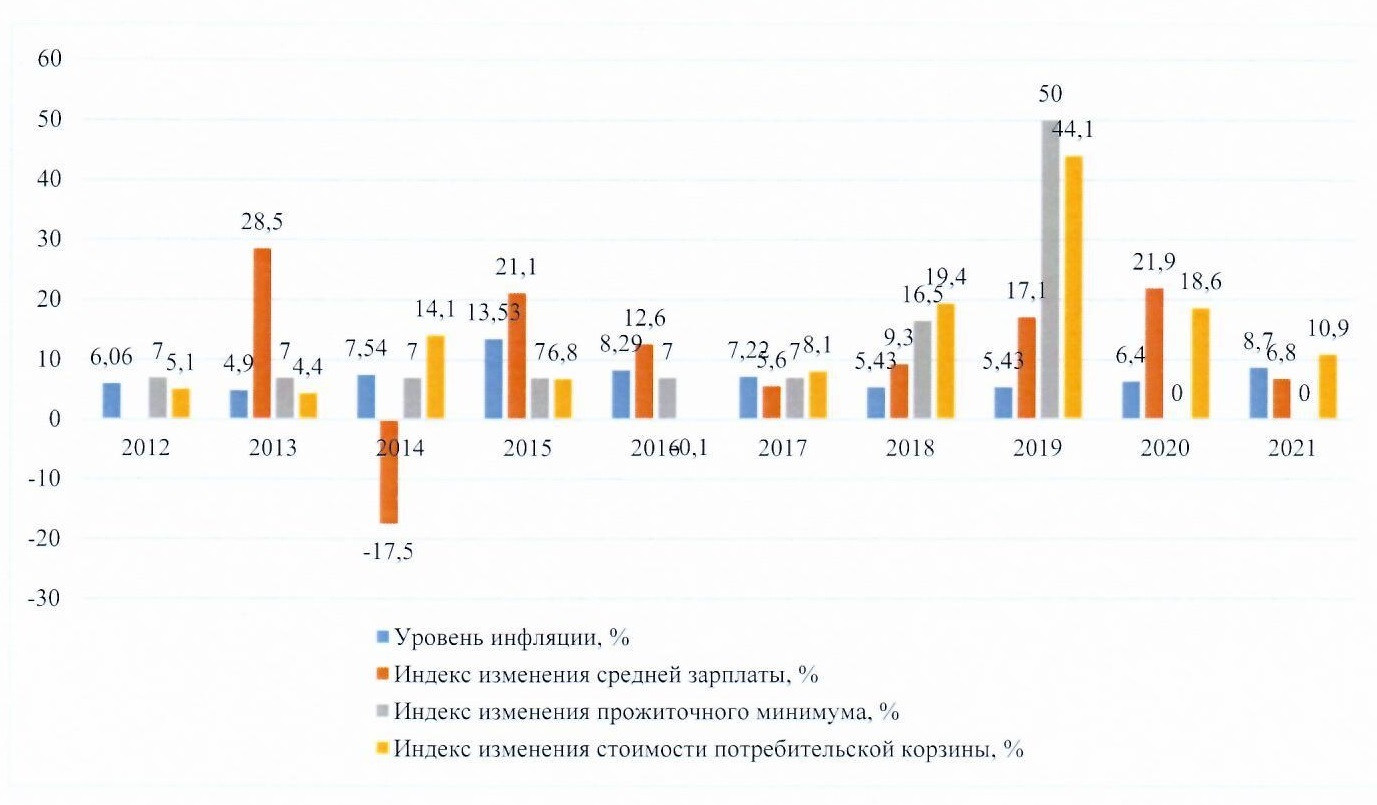 60
50
40
30
20
10
0
-10
-20
-30
6,06 7 5,1
4,9 28,5 7 4,4
7,54 -17,5 7 14,1
13,53 21,1 7 6,8
8,29 12,6 7 -0,1
7,22 5,6 7 8,1
5,43 9,3 16,5 19,4
5,43 17,1 50 44,1
6,4 21,9 0 18,6
8,7 6,8 0 10,9
2012 2013 2014 2015 2016 2017 2018 2019 2020 2021
Уровень инфляции, %
Индекс изменения средней зарплаты, %
Индекс изменения прожиточного минимума, %
Индекс изменения стоимости потребительской корзины, %